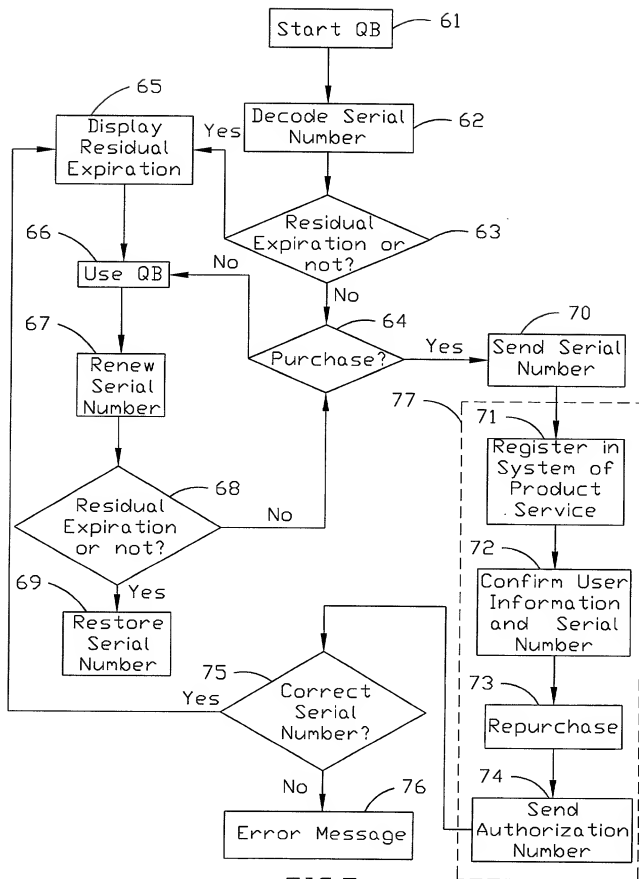 Start QB
61
65
Display
Residual
Expiration
Yes
Decode Serial
Number
62
Residual
Expiration or
not?
63
66
Use QB
No
No
64
Purchase?
Yes
70
Send Serial
Number
67
Renew
Serial
Number
77
71
Register in
System of
Product
Service
68
Residual
Expiration
or not?
No
72
Confirm User
Information
and Serial
Number
69
Yes
Restore
Serial
Number
75
Yes
Correct
Serial
Number?
73
Repurchase
No
76
Error Message
74
Send
Authorization
Number